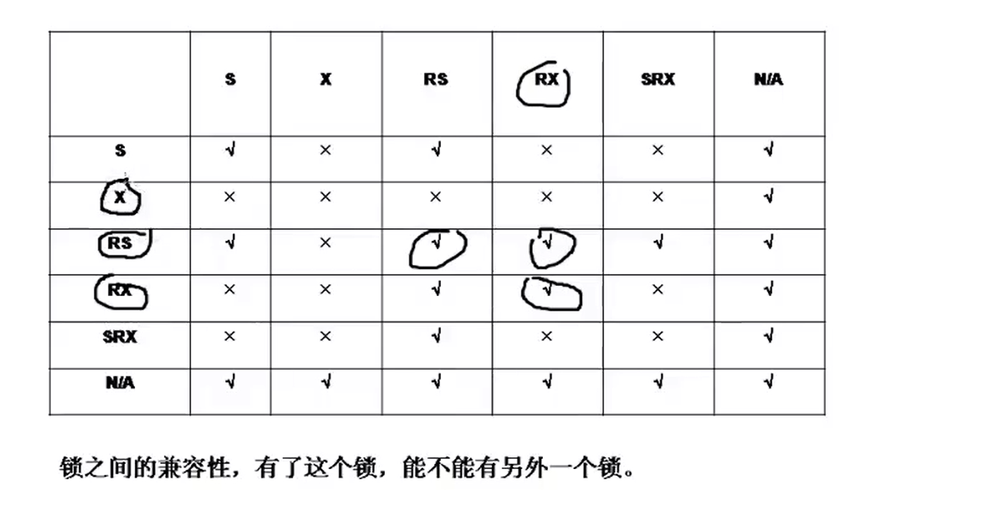 S X RS RX SRX N/A
S √ × √ × × √
X × × × × × √
RS √ × √ √ √ √
RX × × √ √ × √
SRX × × √ × × √
N/A √ √ √ √ √ √
锁之间的兼容性，有了这个锁，能不能有另外一个锁。